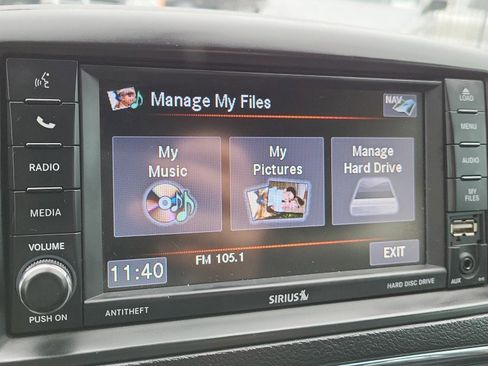 Manage My Files
NAV
LOAD
MENU
AUDIO
MY
FILES
RADIO
MEDIA
VOLUME
PUSH ON
My
Music
My
Pictures
Manage
Hard Drive
11:40
FM 105.1
EXIT
ANTITHEFT
SIRIUS
HARD DISC DRIVE
AUX